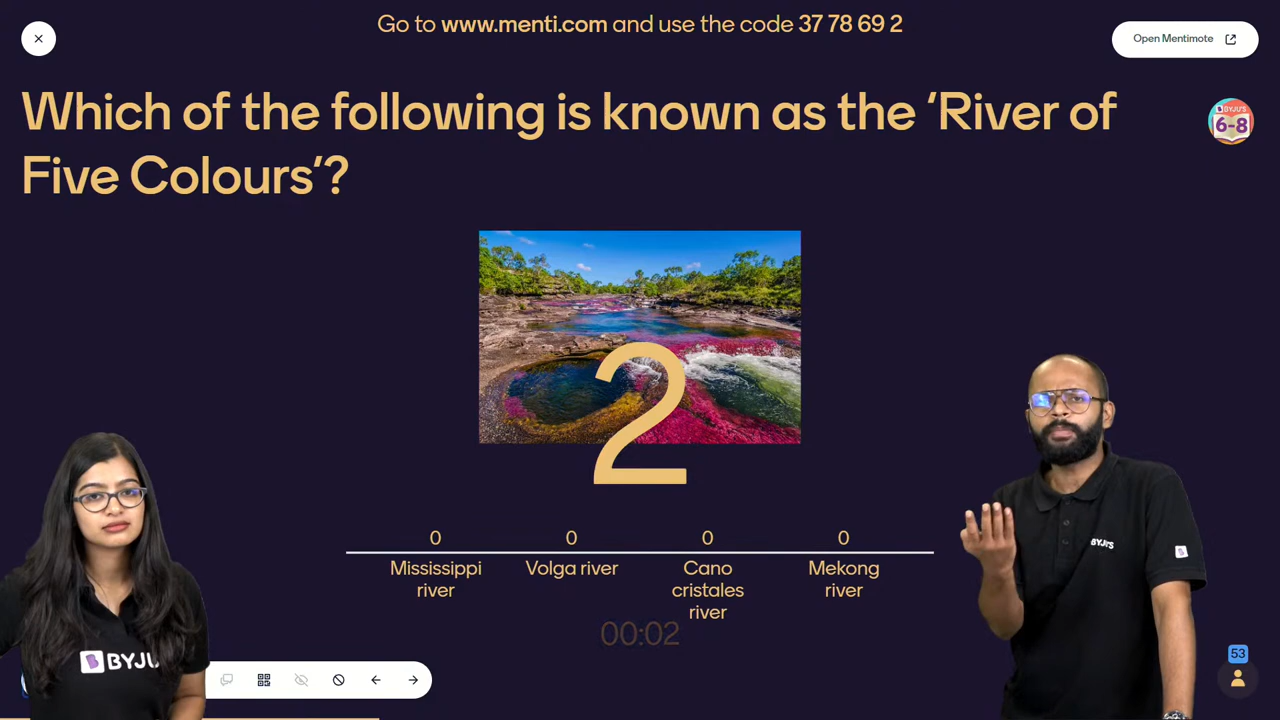 Go to www.menti.com and use the code 37 78 69 2
Open Mentimote
Which of the following is known as the ‘River of
Five Colours’?
BYJU'S
6-8
2
0 0 0 0
Mississippi river
Volga river
Cano cristales river
Mekong river
00:02
BYJU'S
BYJU
53